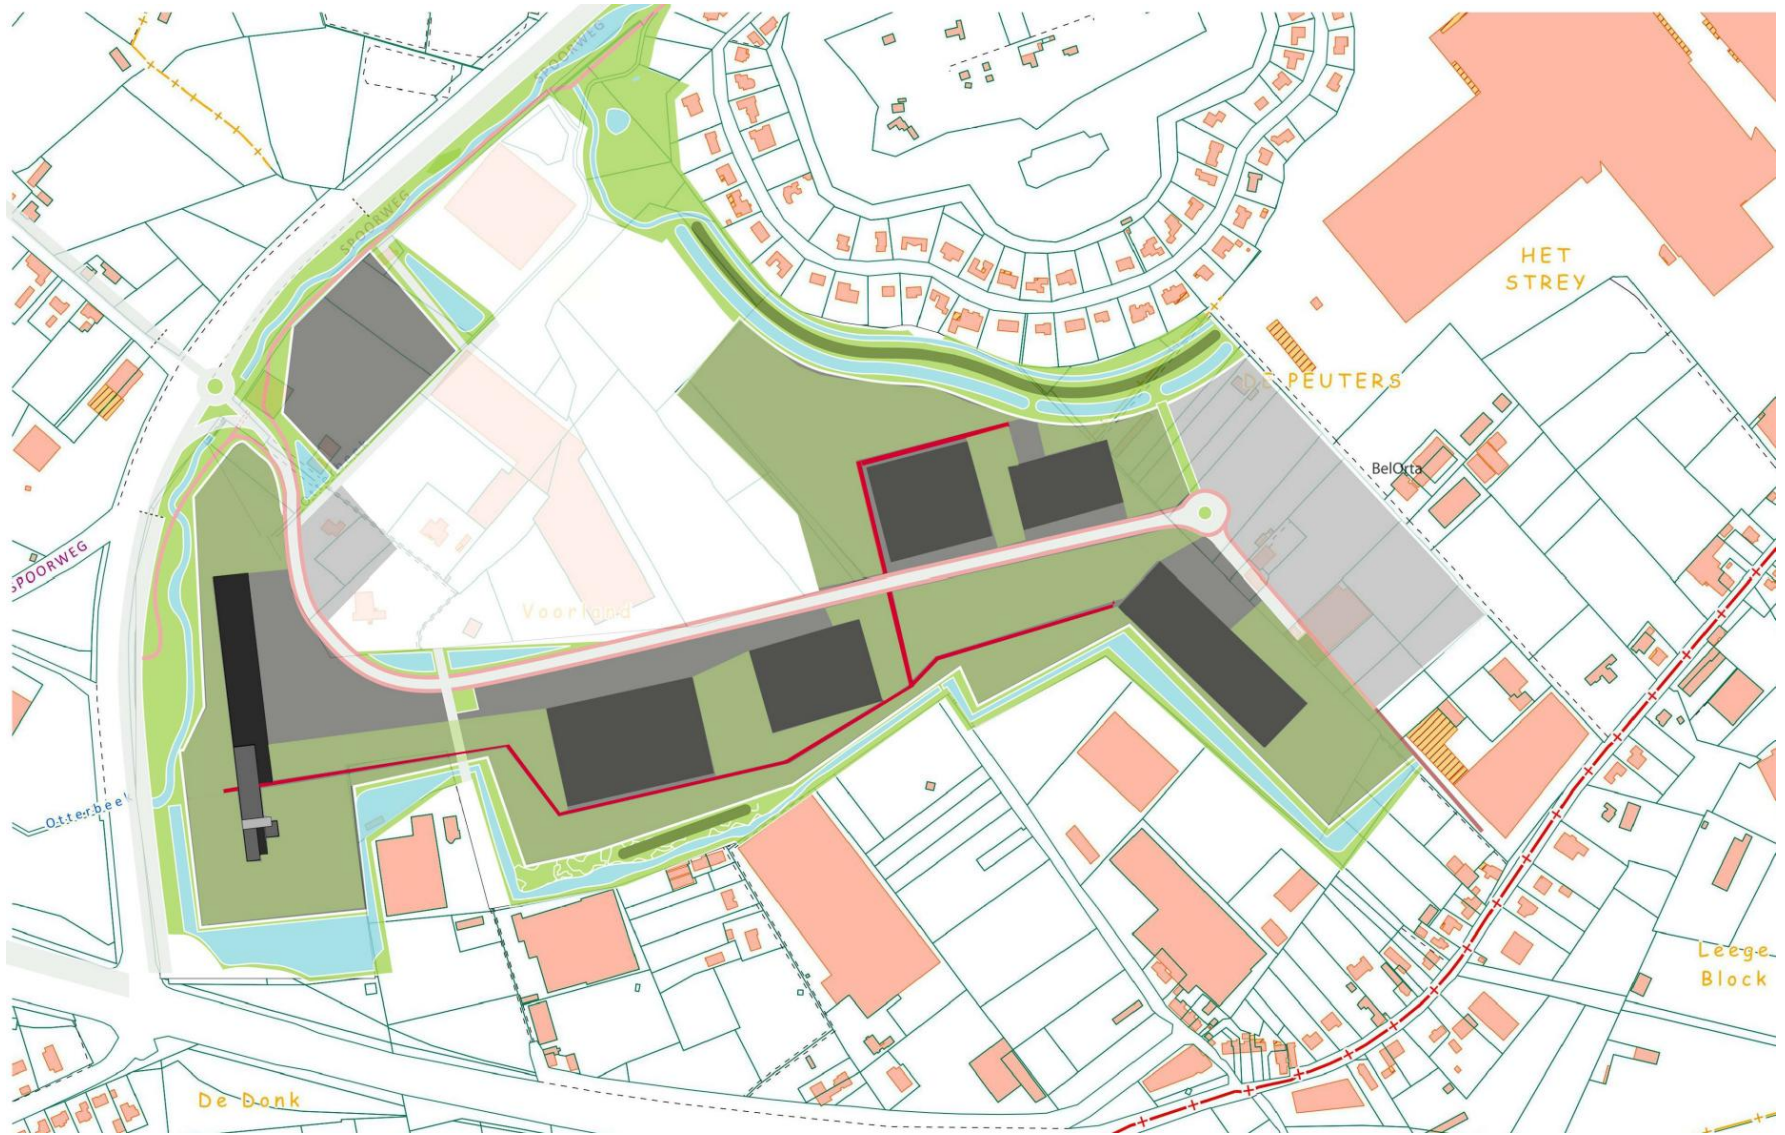 SPOORWEG
SPOORWEG
HET
STREY
DE PEUTERS
BelOrta
SPOORWEG
Voorland
Otterbeek
Leege
Block
De Donk